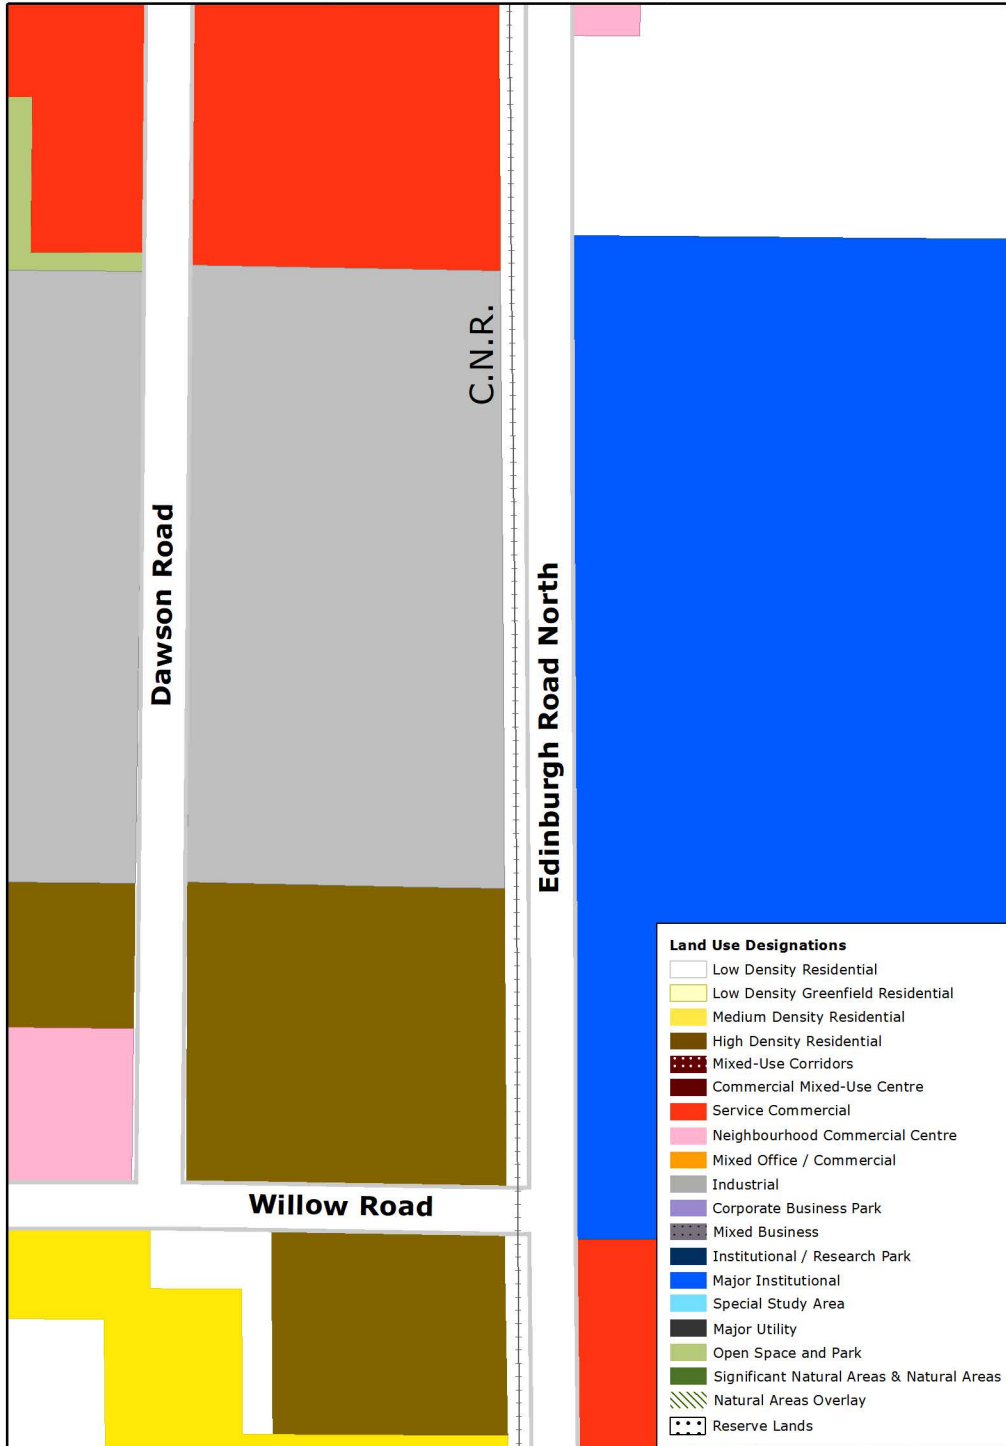 C.N.R.
Dawson Road
Edinburgh Road North
Willow Road
Land Use Designations
Low Density Residential
Low Density Greenfield Residential
Medium Density Residential
High Density Residential
Mixed-Use Corridors
Commercial Mixed-Use Centre
Service Commercial
Neighbourhood Commercial Centre
Mixed Office / Commercial
Industrial
Corporate Business Park
Mixed Business
Institutional / Research Park
Major Institutional
Special Study Area
Major Utility
Open Space and Park
Significant Natural Areas & Natural Areas
Natural Areas Overlay
Reserve Lands